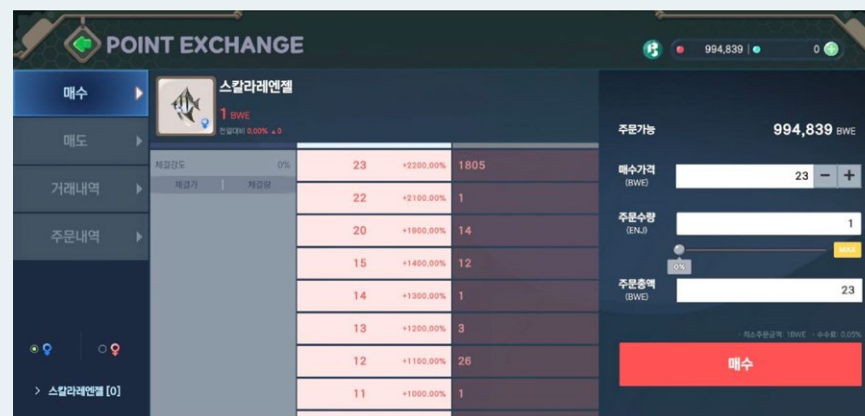 POINT EXCHANGE
994,839
0
매수
매도
거래내역
주문내역
스칼라레엔젤 [0]
스칼라레엔젤
1 BWE
전일대비 0.00% ▲0
체결강도 0%
체결가 체결량
23 +2200.00% 1805
22 +2100.00% 1
20 +1900.00% 14
15 +1400.00% 12
14 +1300.00% 1
13 +1200.00% 3
12 +1100.00% 26
11 +1000.00% 1
주문가능 994,839 BWE
매수가격 23 − +
(BWE)
주문수량 1
(ENJ)
MAX
0%
주문총액 23
(BWE)
· 최소주문금액: 1BWE · 수수료: 0.05%
매수